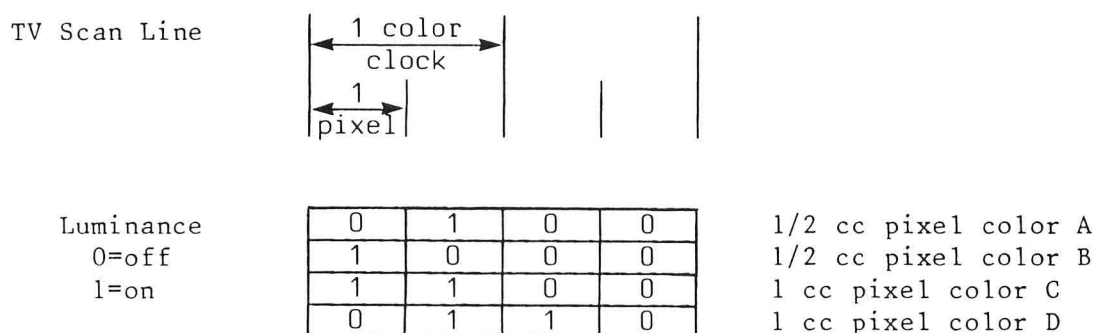 TV Scan Line
1 color
clock
1
pixel
Luminance 0 1 0 0 1/2 cc pixel color A
0=off 1 0 0 0 1/2 cc pixel color B
1=on 1 1 0 0 1 cc pixel color C
0 1 1 0 1 cc pixel color D